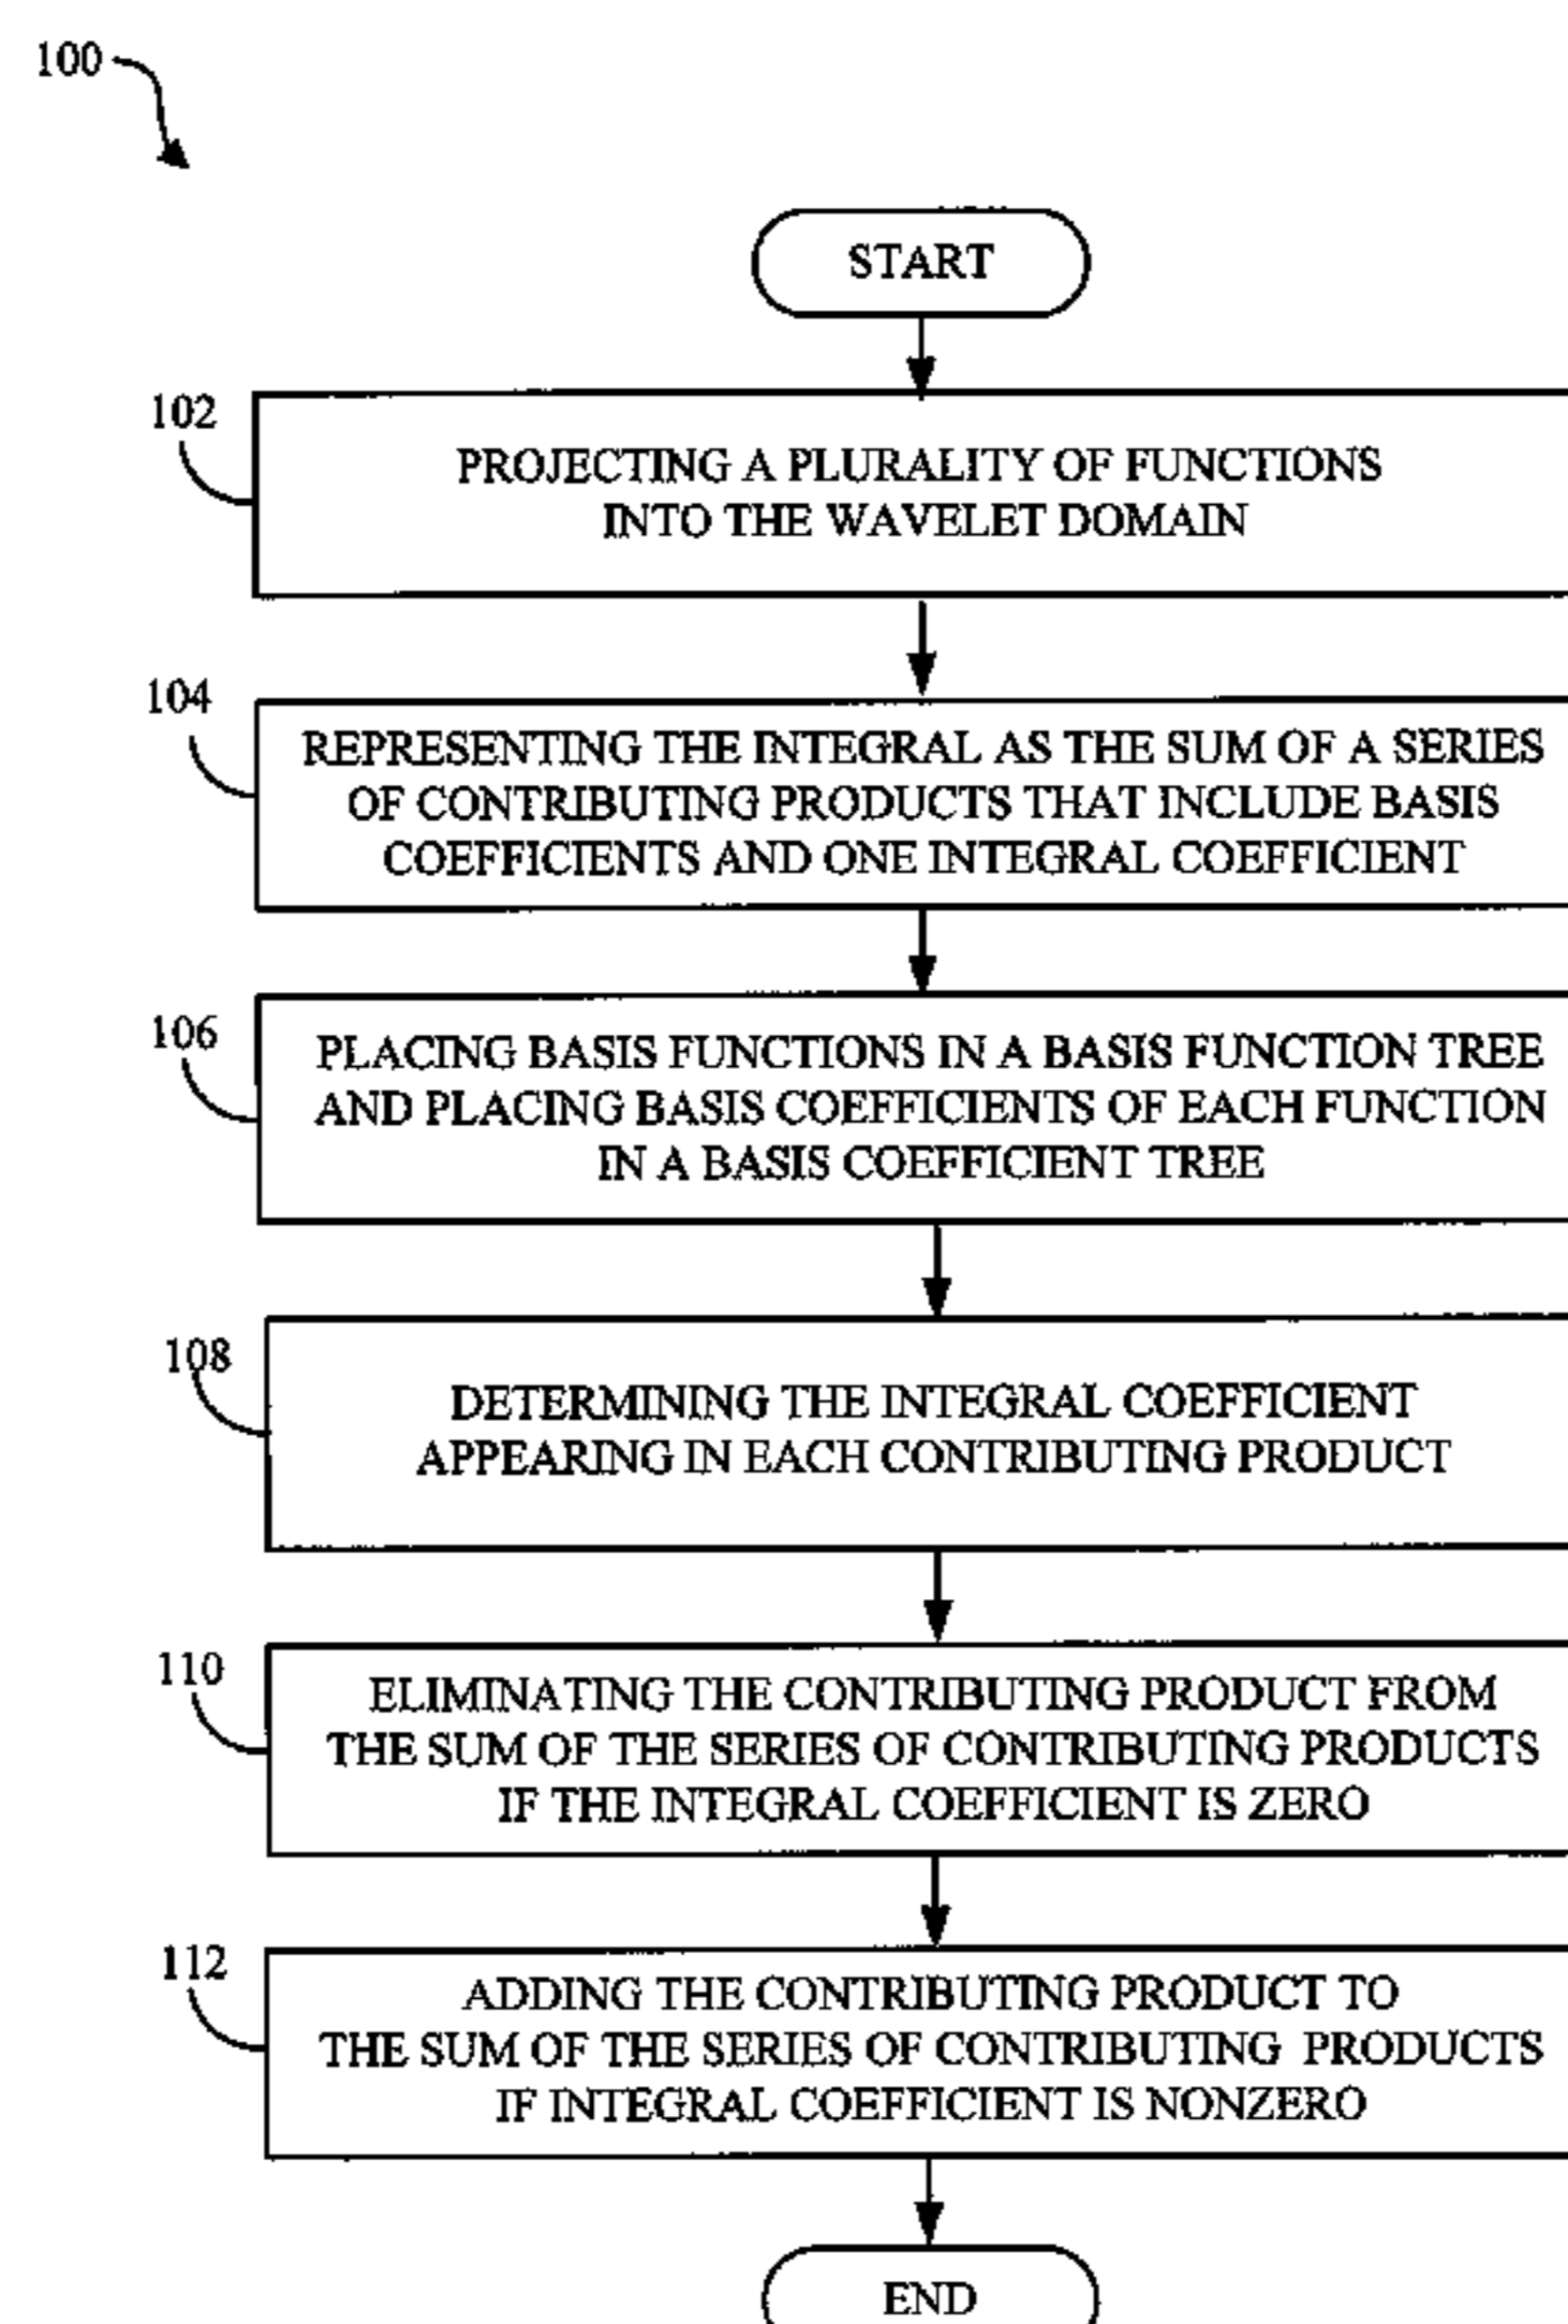 100
START
102
PROJECTING A PLURALITY OF FUNCTIONS
INTO THE WAVELET DOMAIN
104
REPRESENTING THE INTEGRAL AS THE SUM OF A SERIES
OF CONTRIBUTING PRODUCTS THAT INCLUDE BASIS
COEFFICIENTS AND ONE INTEGRAL COEFFICIENT
106
PLACING BASIS FUNCTIONS IN A BASIS FUNCTION TREE
AND PLACING BASIS COEFFICIENTS OF EACH FUNCTION
IN A BASIS COEFFICIENT TREE
108
DETERMINING THE INTEGRAL COEFFICIENT
APPEARING IN EACH CONTRIBUTING PRODUCT
110
ELIMINATING THE CONTRIBUTING PRODUCT FROM
THE SUM OF THE SERIES OF CONTRIBUTING PRODUCTS
IF THE INTEGRAL COEFFICIENT IS ZERO
112
ADDING THE CONTRIBUTING PRODUCT TO
THE SUM OF THE SERIES OF CONTRIBUTING PRODUCTS
IF INTEGRAL COEFFICIENT IS NONZERO
END